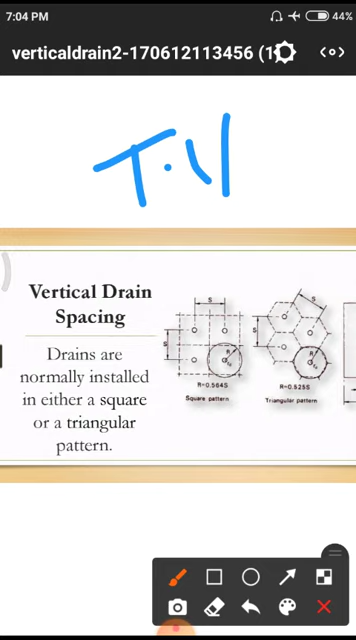 7:04 PM
44%
verticaldrain2-170612113456 (1
T.V
Vertical Drain
Spacing
Drains are
normally installed
in either a square
or a triangular
pattern.
S
S
R
R=0.564S
Square pattern
S
S
R
R=0.525S
Triangular pattern